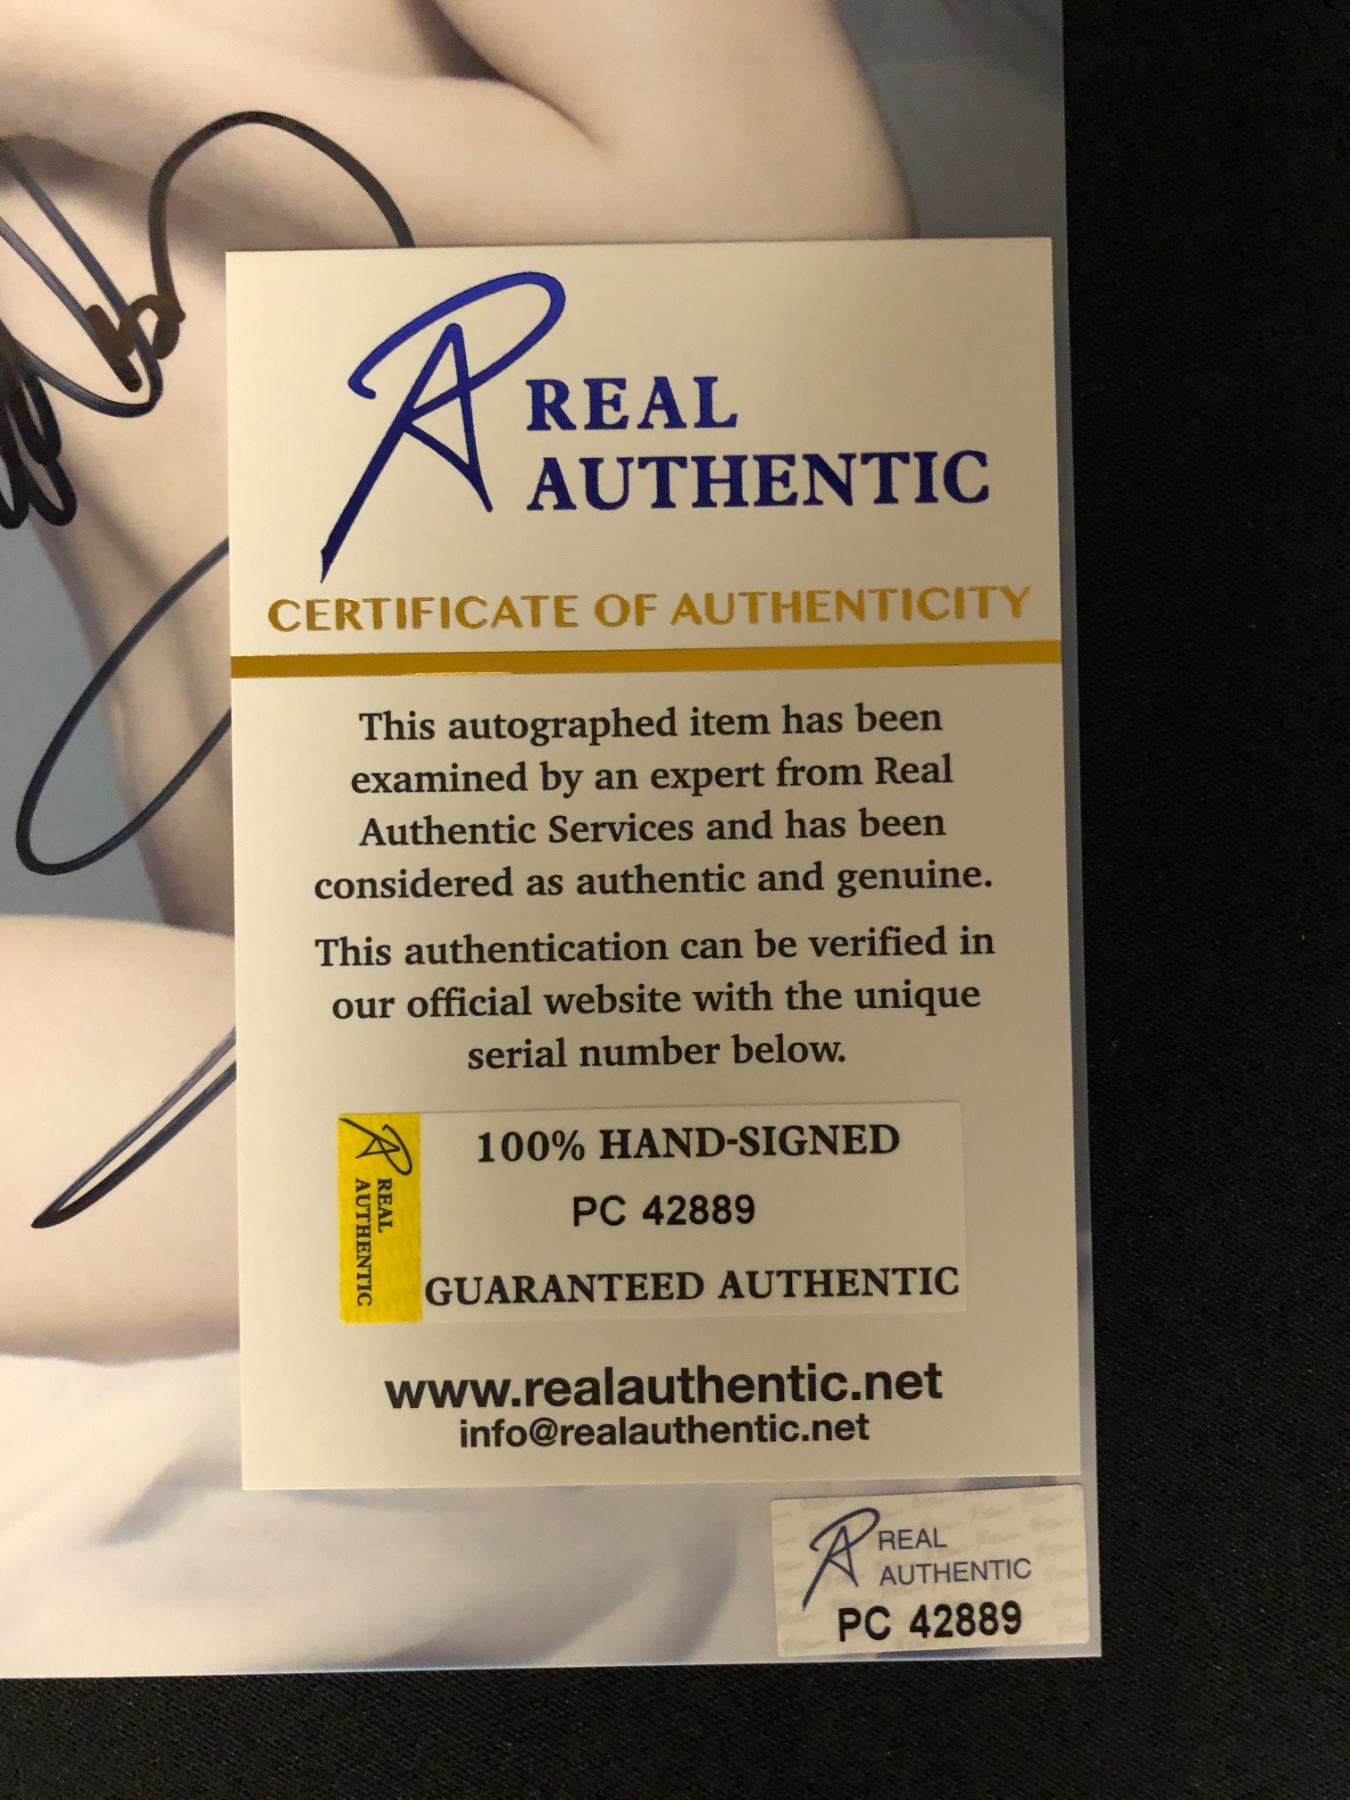 REAL
AUTHENTIC
CERTIFICATE OF AUTHENTICITY
This autographed item has been
examined by an expert from Real
Authentic Services and has been
considered as authentic and genuine.
This authentication can be verified in
our official website with the unique
serial number below.
REAL
AUTHENTIC
100% HAND-SIGNED
PC 42889
GUARANTEED AUTHENTIC
www.realauthentic.net
info@realauthentic.net
REAL
AUTHENTIC
PC 42889